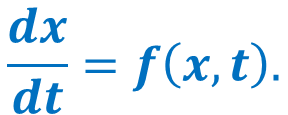 dx/dt = f(x, t).